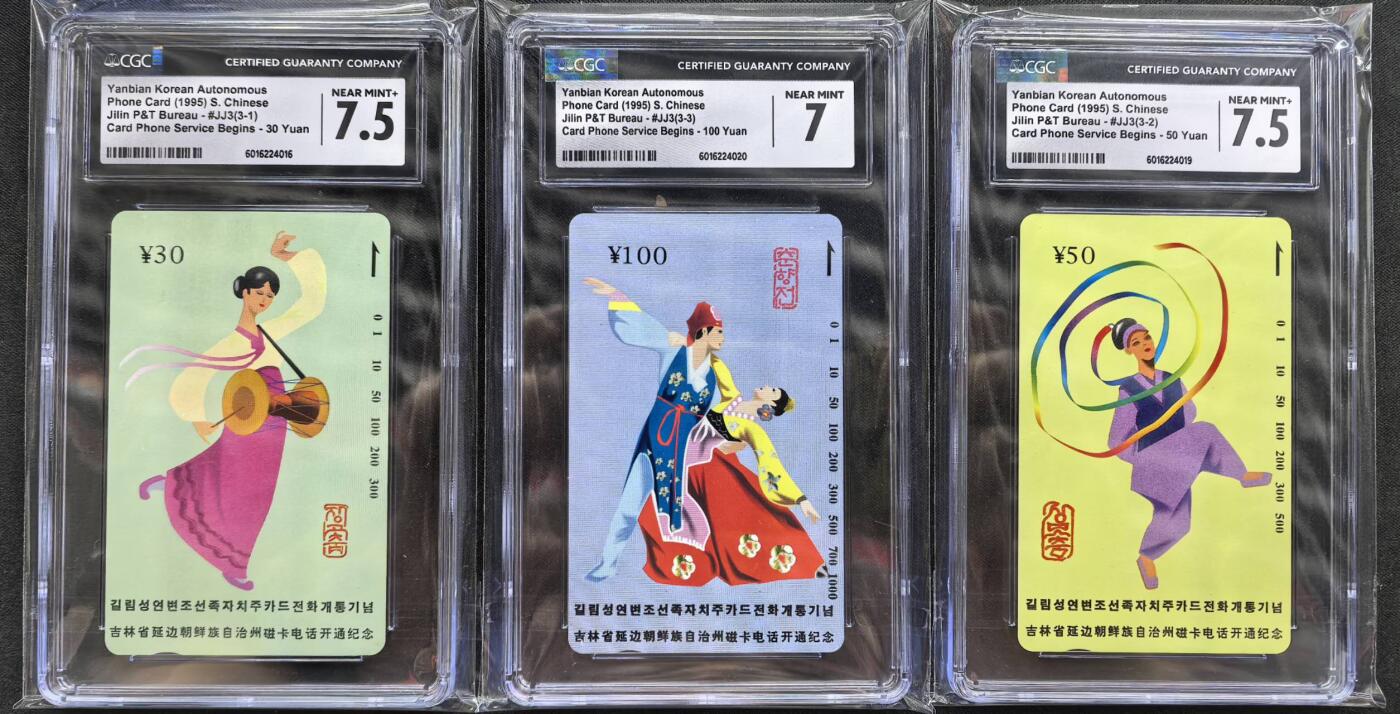 CGC CERTIFIED GUARANTY COMPANY
Yanbian Korean Autonomous
Phone Card (1995) S. Chinese
Jilin P&T Bureau - #JJ3(3-1)
Card Phone Service Begins - 30 Yuan
6016224016
NEAR MINT+
7.5
¥30
0 1 10 50 100 200 300
길림성연변조선족자치주카드전화개통기념
吉林省延边朝鲜族自治州磁卡电话开通纪念
CGC CERTIFIED GUARANTY COMPANY
Yanbian Korean Autonomous
Phone Card (1995) S. Chinese
Jilin P&T Bureau - #JJ3(3-3)
Card Phone Service Begins - 100 Yuan
6016224020
NEAR MINT
7
¥100
춘향전
0 1 10 50 100 200 300 500 700 1000
길림성연변조선족자치주카드전화개통기념
吉林省延边朝鲜族自治州磁卡电话开通纪念
CGC CERTIFIED GUARANTY COMPANY
Yanbian Korean Autonomous
Phone Card (1995) S. Chinese
Jilin P&T Bureau - #JJ3(3-2)
Card Phone Service Begins - 50 Yuan
6016224019
NEAR MINT+
7.5
¥50
0 1 10 50 100 200 300 500
상모춤
길림성연변조선족자치주카드전화개통기념
吉林省延边朝鲜族自治州磁卡电话开通纪念